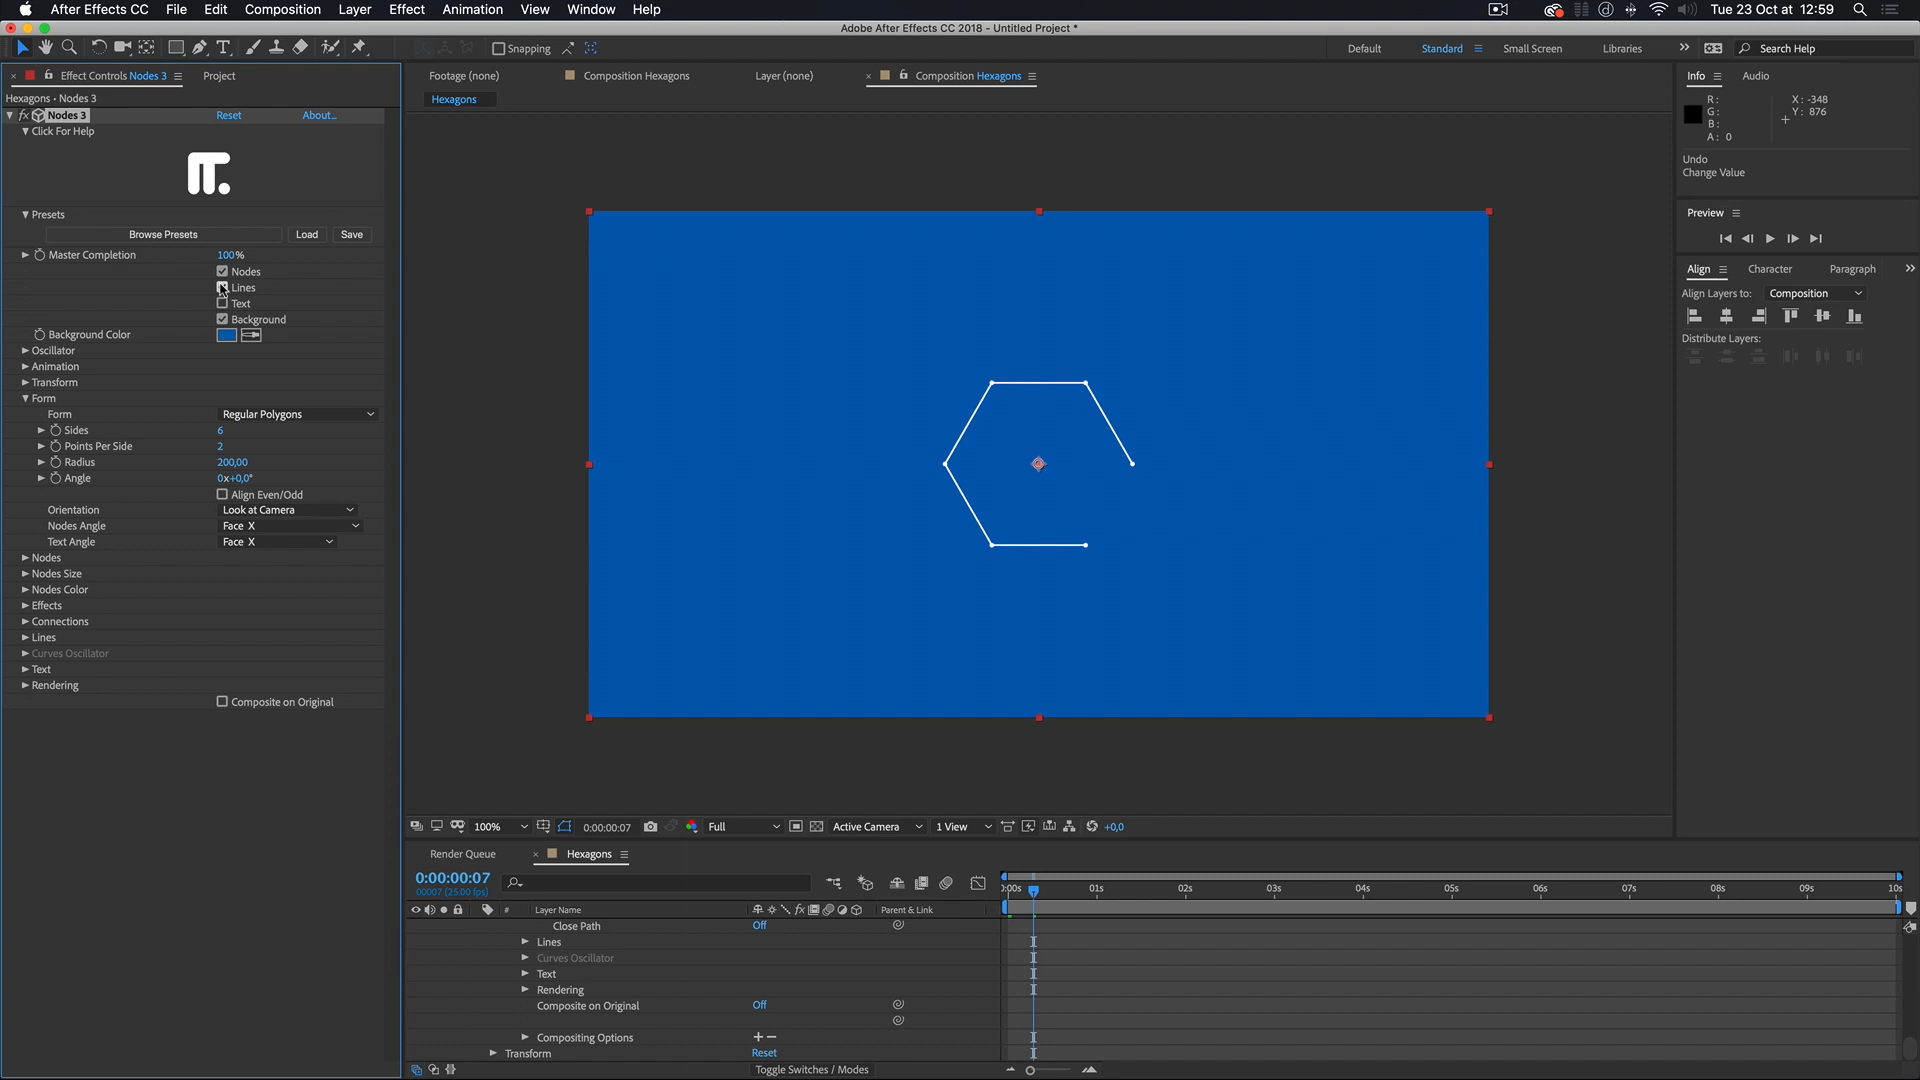 After Effects CC File Edit Composition Layer Effect Animation View Window Help Tue 23 Oct at 12:59
Adobe After Effects CC 2018 - Untitled Project *
Snapping Default Standard Small Screen Libraries Search Help
Effect Controls Nodes 3 Project
Hexagons • Nodes 3
fx Nodes 3 Reset About...
Click For Help
Presets
Browse Presets Load Save
Master Completion 100%
Nodes
Lines
Text
Background
Background Color
Oscillator
Animation
Transform
Form
Form Regular Polygons
Sides 6
Points Per Side 2
Radius 200,00
Angle 0x+0,0°
Align Even/Odd
Orientation Look at Camera
Nodes Angle Face X
Text Angle Face X
Nodes
Nodes Size
Nodes Color
Effects
Connections
Lines
Curves Oscillator
Text
Rendering
Composite on Original
Footage (none) Composition Hexagons Layer (none) Composition Hexagons
Hexagons
100% 0:00:00:07 Full Active Camera 1 View +0,0
Info Audio
R: X: -348
G: Y: 876
B:
A: 0
Undo
Change Value
Preview
Align Character Paragraph
Align Layers to: Composition
Distribute Layers:
Render Queue Hexagons
0:00:00:07
00007 (25.00 fps)
# Layer Name fx Parent & Link
Close Path Off
Lines
Curves Oscillator
Text
Rendering
Composite on Original Off
Compositing Options + −
Transform Reset
Toggle Switches / Modes
0:00s 01s 02s 03s 04s 05s 06s 07s 08s 09s 10s